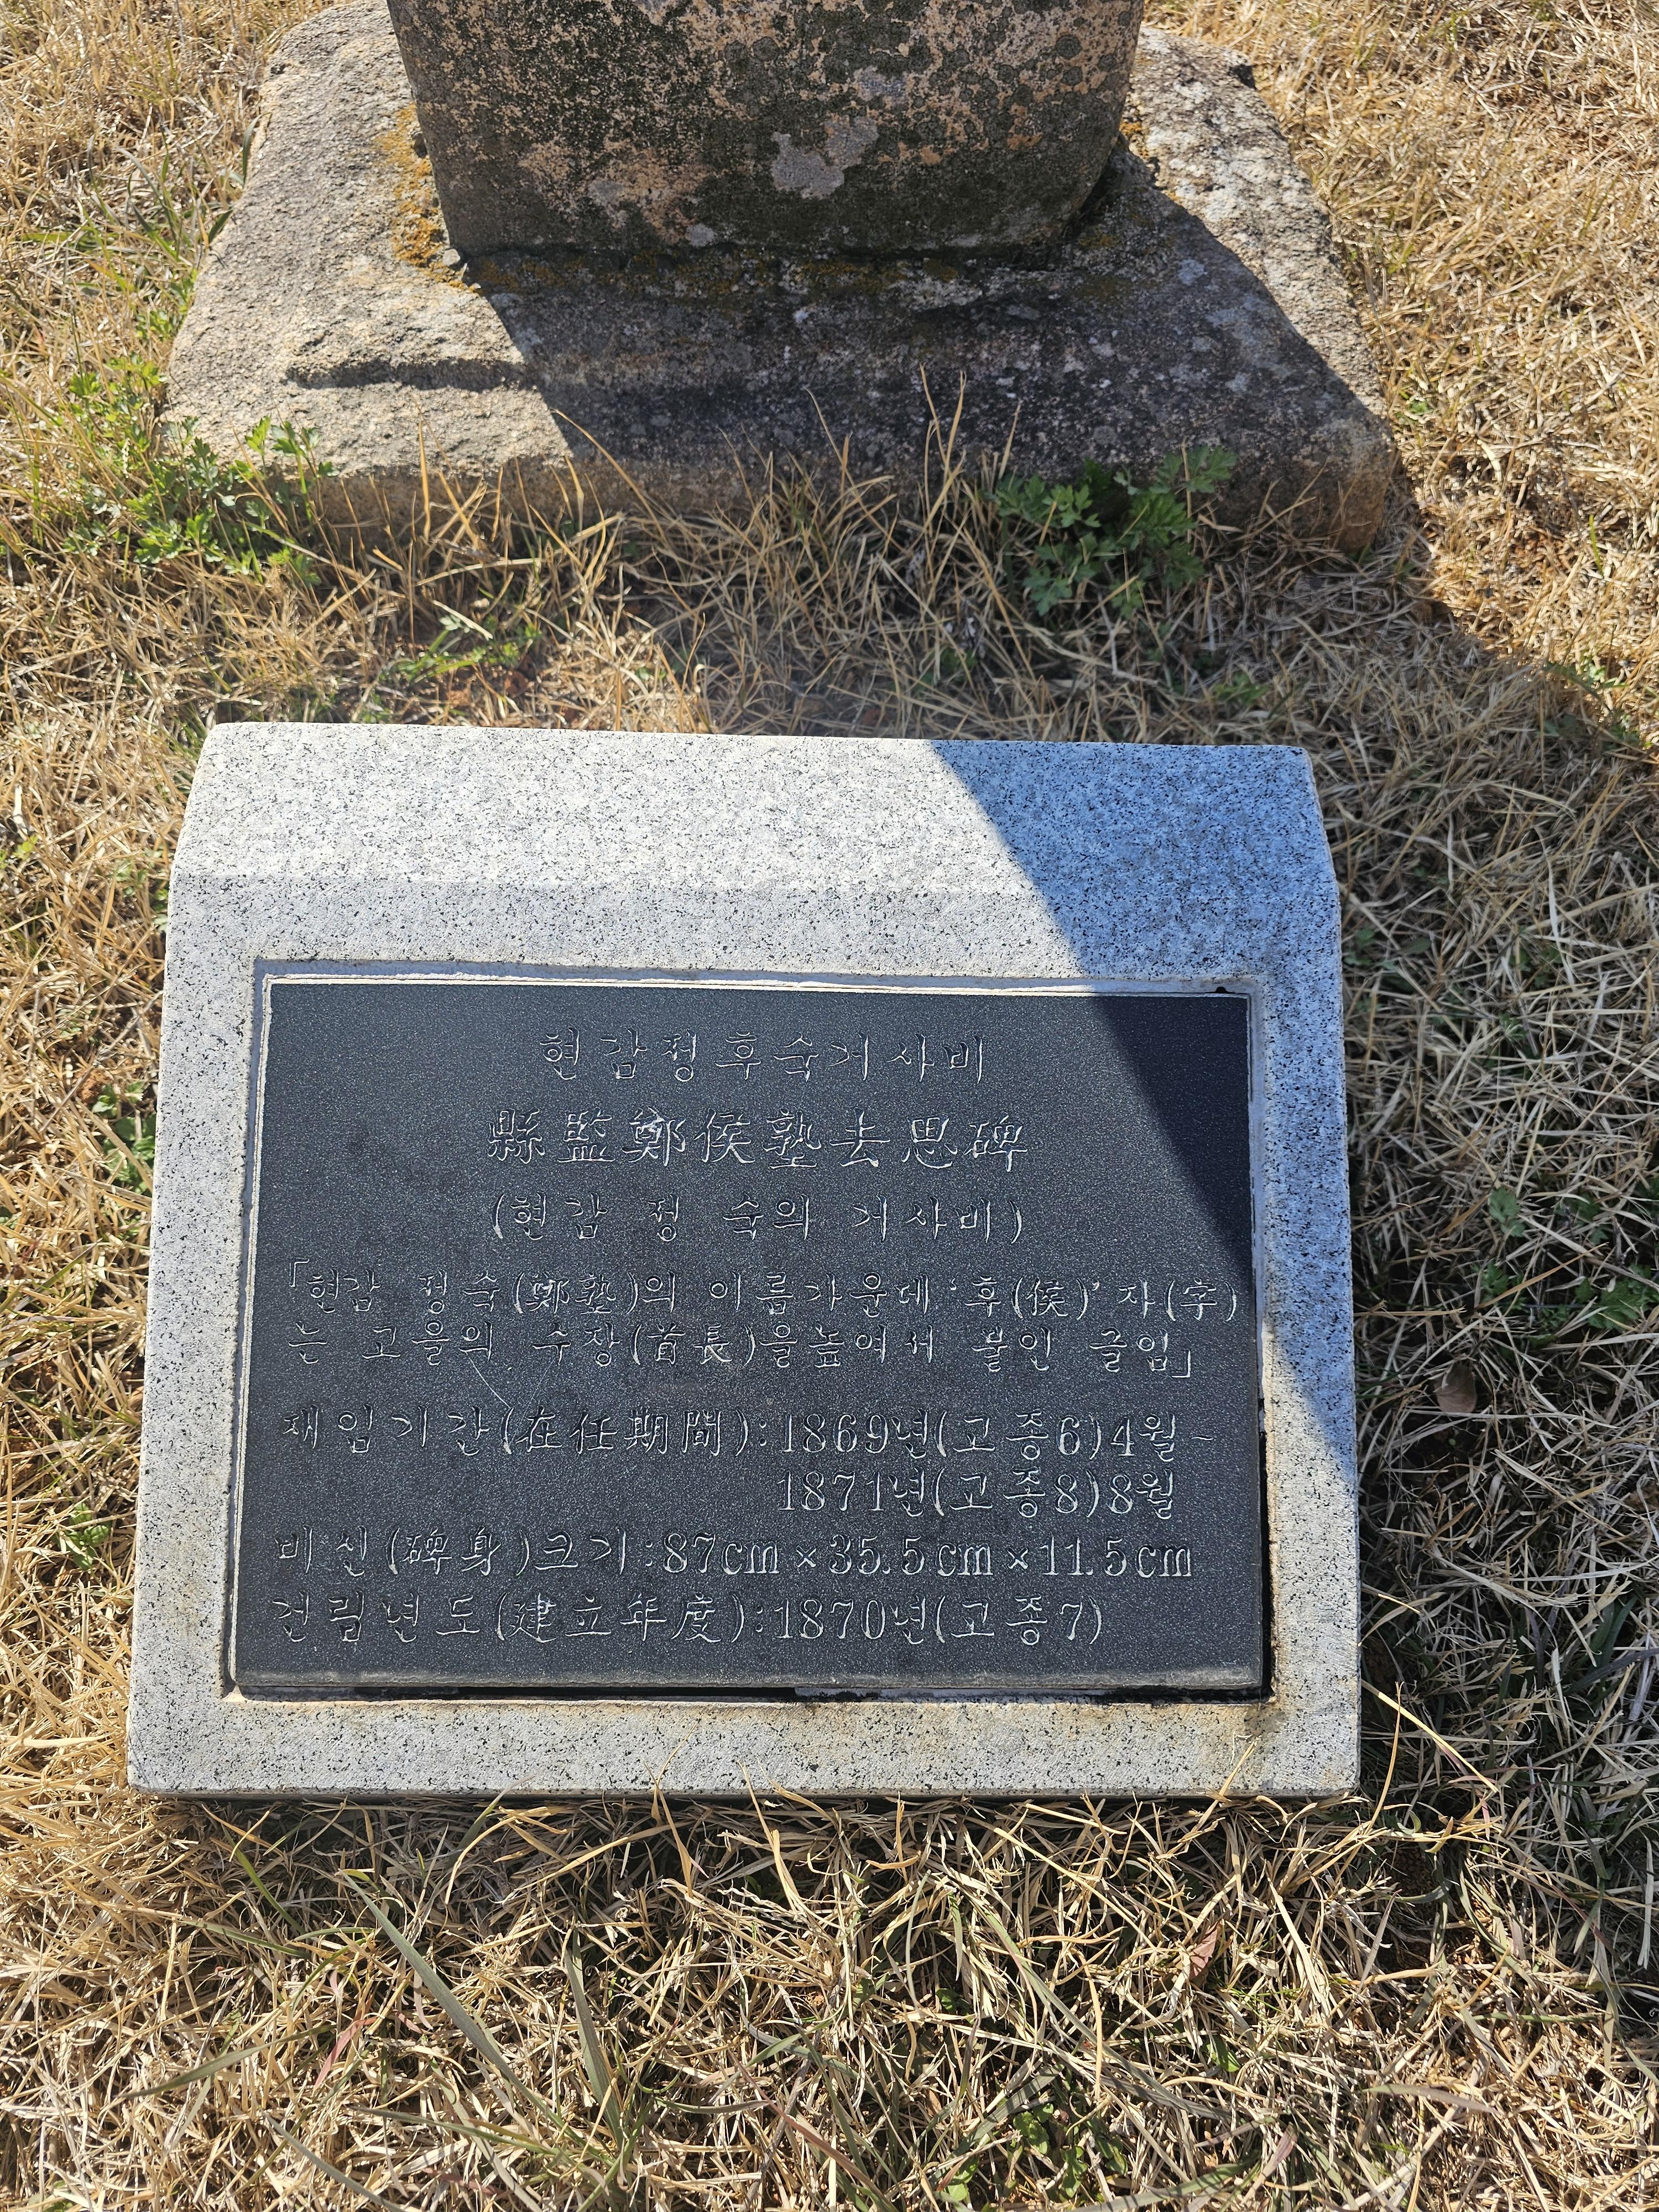 현감정후숙거사비
縣監鄭侯塾去思碑
(현감 정 숙의 거사비)
「현감 정숙(鄭塾)의 이름가운데 '후(侯)' 자(字)
는 고을의 수장(首長)을높여서 붙인 글임」
재임기간(在任期間):1869년(고종6)4월~
1871년(고종8)8월
비신(碑身)크기:87cm×35.5cm×11.5cm
건립년도(建立年度):1870년(고종7)